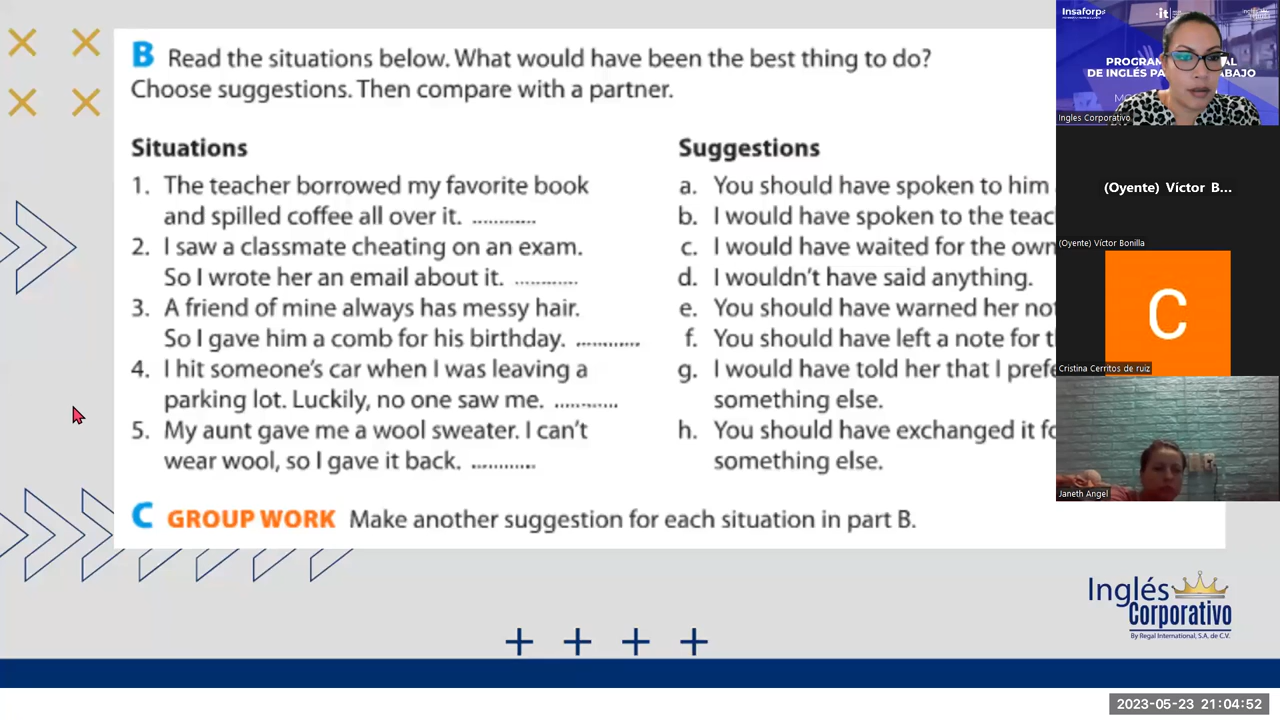 B Read the situations below. What would have been the best thing to do?
Choose suggestions. Then compare with a partner.
Situations
1. The teacher borrowed my favorite book
and spilled coffee all over it. ............
2. I saw a classmate cheating on an exam.
So I wrote her an email about it. ............
3. A friend of mine always has messy hair.
So I gave him a comb for his birthday. ............
4. I hit someone's car when I was leaving a
parking lot. Luckily, no one saw me. ............
5. My aunt gave me a wool sweater. I can't
wear wool, so I gave it back. ............
Suggestions
a. You should have spoken to him
b. I would have spoken to the teac
c. I would have waited for the own
d. I wouldn't have said anything.
e. You should have warned her not
f. You should have left a note for t
g. I would have told her that I prefe
something else.
h. You should have exchanged it fo
something else.
C GROUP WORK Make another suggestion for each situation in part B.
Inglés
Corporativo
By Regal International, S.A. de C.V.
Insaforp
it
PROGRAM AL
DE INGLÉS PA ABAJO
Ingles Corporativo
(Oyente) Víctor B...
(Oyente) Víctor Bonilla
C
Cristina Cerritos de ruiz
Janeth Angel
2023-05-23 21:04:52